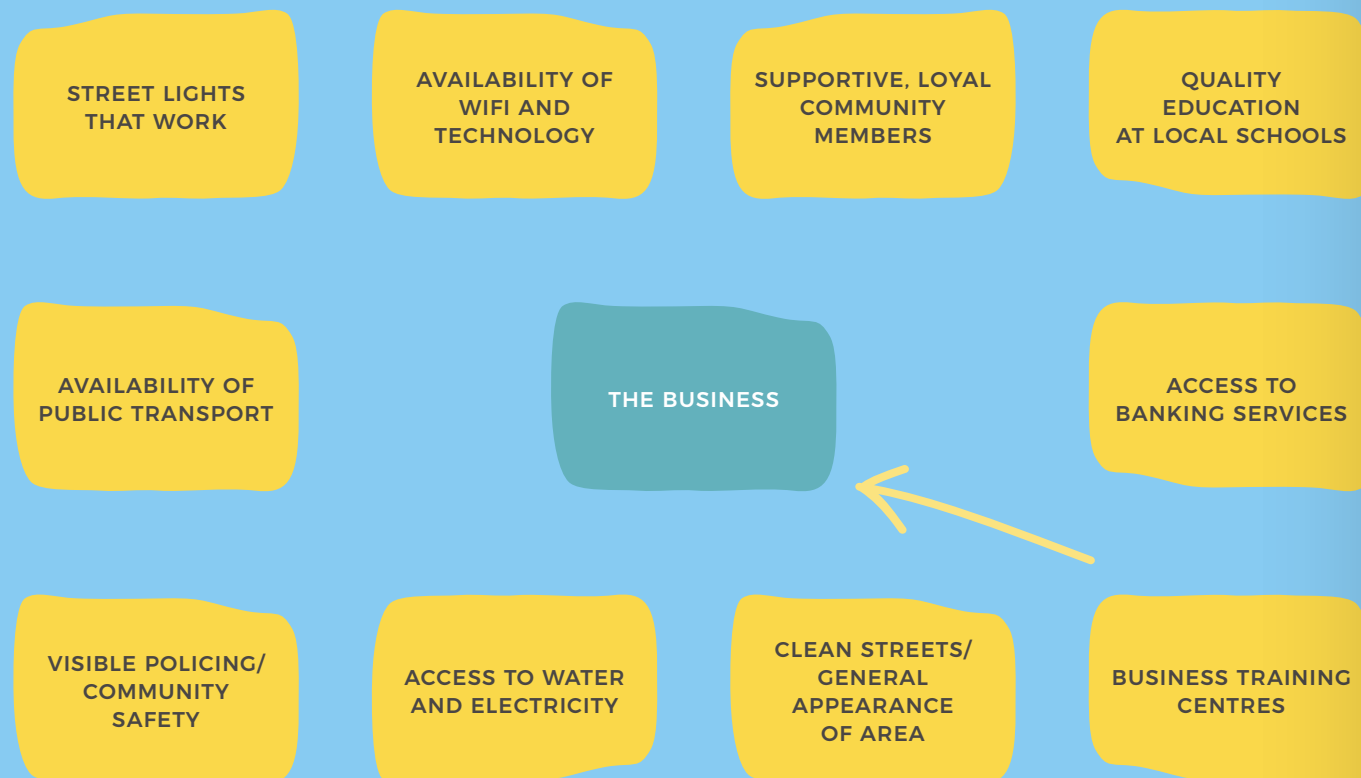 STREET LIGHTS
THAT WORK
AVAILABILITY OF
WIFI AND
TECHNOLOGY
SUPPORTIVE, LOYAL
COMMUNITY
MEMBERS
QUALITY
EDUCATION
AT LOCAL SCHOOLS
AVAILABILITY OF
PUBLIC TRANSPORT
THE BUSINESS
ACCESS TO
BANKING SERVICES
VISIBLE POLICING/
COMMUNITY
SAFETY
ACCESS TO WATER
AND ELECTRICITY
CLEAN STREETS/
GENERAL
APPEARANCE
OF AREA
BUSINESS TRAINING
CENTRES